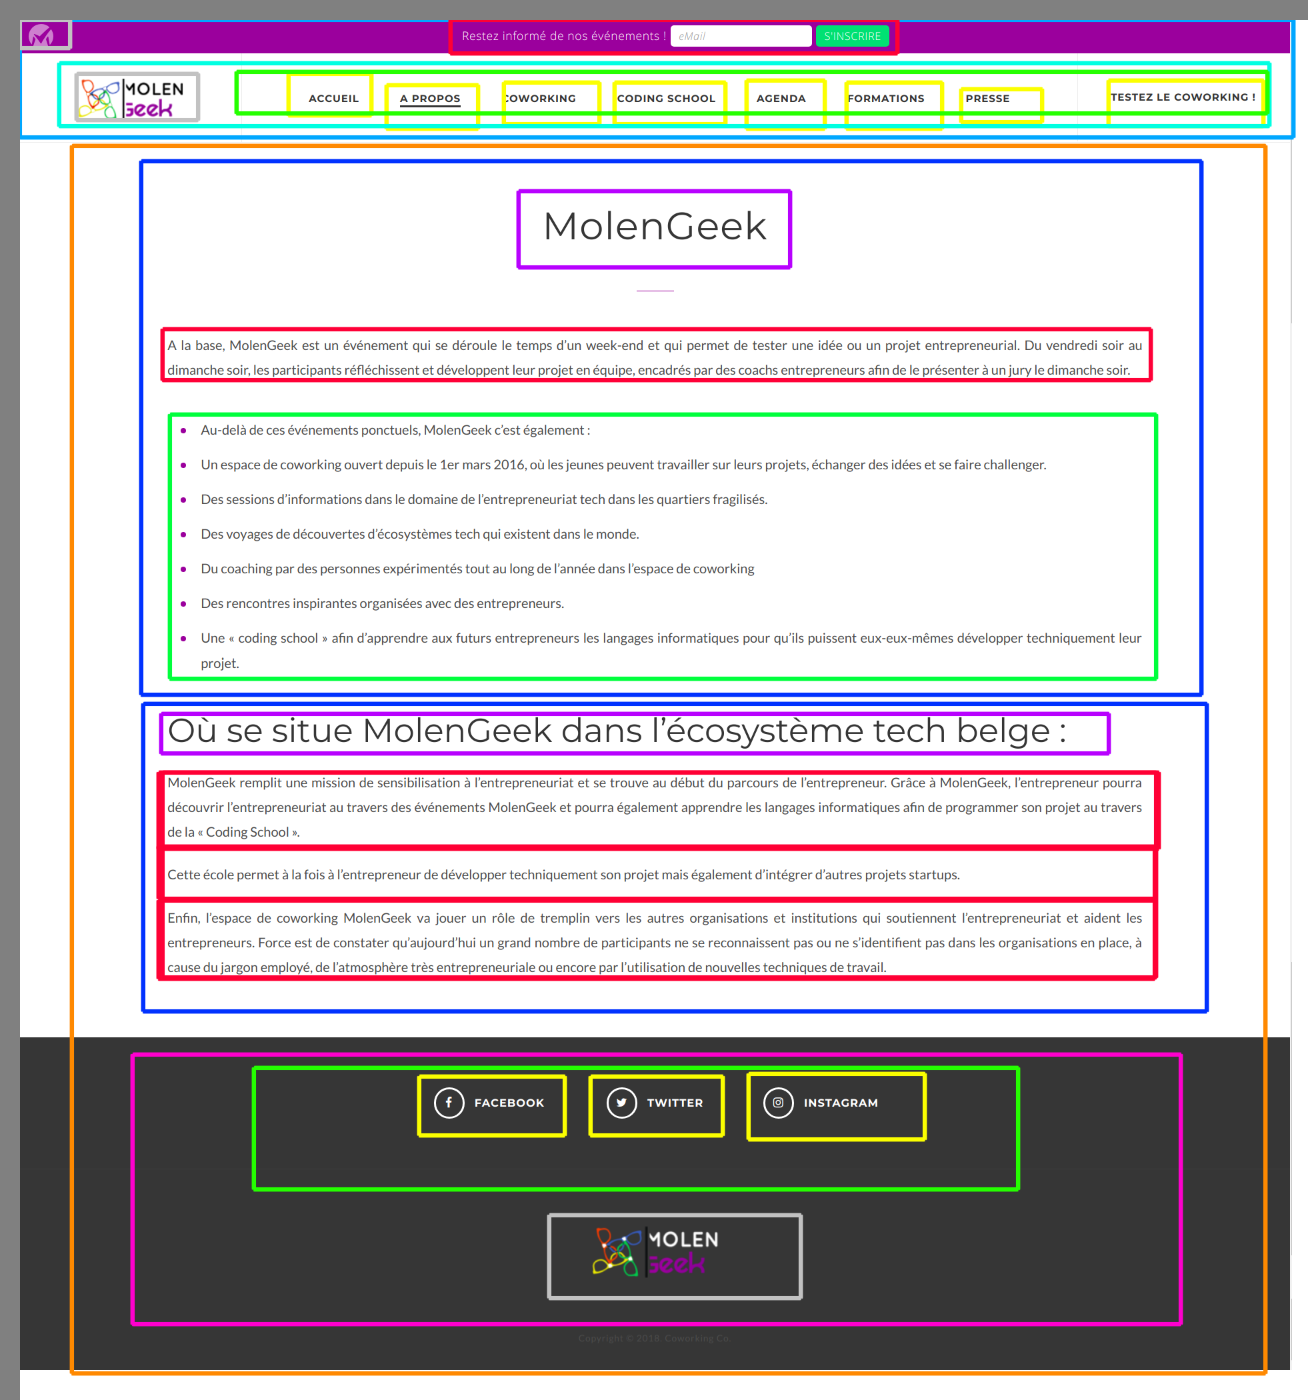 Restez informé de nos événements ! eMail S'INSCRIRE
MOLEN
Geek
ACCUEIL A PROPOS COWORKING CODING SCHOOL AGENDA FORMATIONS PRESSE TESTEZ LE COWORKING !
MolenGeek
A la base, MolenGeek est un événement qui se déroule le temps d'un week-end et qui permet de tester une idée ou un projet entrepreneurial. Du vendredi soir au
dimanche soir, les participants réfléchissent et développent leur projet en équipe, encadrés par des coachs entrepreneurs afin de le présenter à un jury le dimanche soir.
Au-delà de ces événements ponctuels, MolenGeek c'est également :
Un espace de coworking ouvert depuis le 1er mars 2016, où les jeunes peuvent travailler sur leurs projets, échanger des idées et se faire challenger.
Des sessions d'informations dans le domaine de l'entrepreneuriat tech dans les quartiers fragilisés.
Des voyages de découvertes d'écosystèmes tech qui existent dans le monde.
Du coaching par des personnes expérimentés tout au long de l'année dans l'espace de coworking
Des rencontres inspirantes organisées avec des entrepreneurs.
Une « coding school » afin d'apprendre aux futurs entrepreneurs les langages informatiques pour qu'ils puissent eux-eux-mêmes développer techniquement leur
projet.
Où se situe MolenGeek dans l'écosystème tech belge :
MolenGeek remplit une mission de sensibilisation à l'entrepreneuriat et se trouve au début du parcours de l'entrepreneur. Grâce à MolenGeek, l'entrepreneur pourra
découvrir l'entrepreneuriat au travers des événements MolenGeek et pourra également apprendre les langages informatiques afin de programmer son projet au travers
de la « Coding School ».
Cette école permet à la fois à l'entrepreneur de développer techniquement son projet mais également d'intégrer d'autres projets startups.
Enfin, l'espace de coworking MolenGeek va jouer un rôle de tremplin vers les autres organisations et institutions qui soutiennent l'entrepreneuriat et aident les
entrepreneurs. Force est de constater qu'aujourd'hui un grand nombre de participants ne se reconnaissent pas ou ne s'identifient pas dans les organisations en place, à
cause du jargon employé, de l'atmosphère très entrepreneuriale ou encore par l'utilisation de nouvelles techniques de travail.
FACEBOOK TWITTER INSTAGRAM
MOLEN
Geek
Copyright © 2018. Coworking Co.